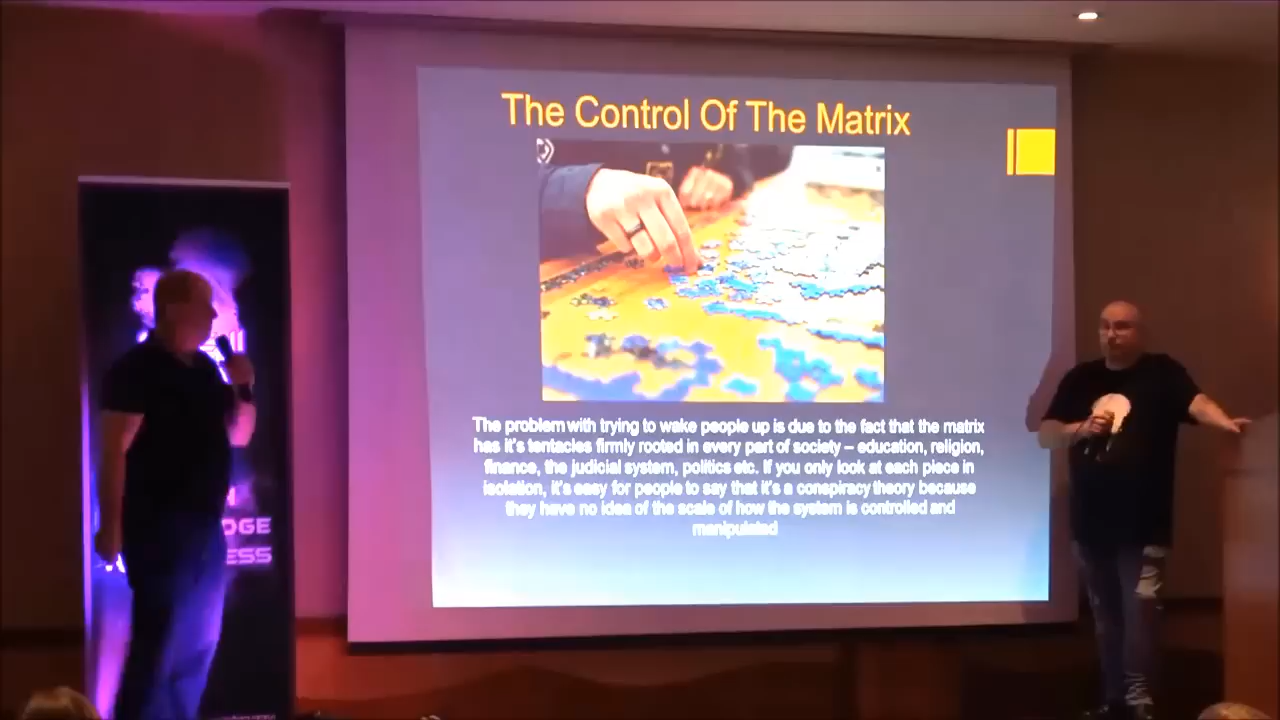 The Control Of The Matrix
The problem with trying to wake people up is due to the fact that the matrix
has it's tentacles firmly rooted in every part of society – education, religion,
finance, the judicial system, politics etc. If you only look at each piece in
isolation, it's easy for people to say that it's a conspiracy theory because
they have no idea of the scale of how the system is controlled and
manipulated